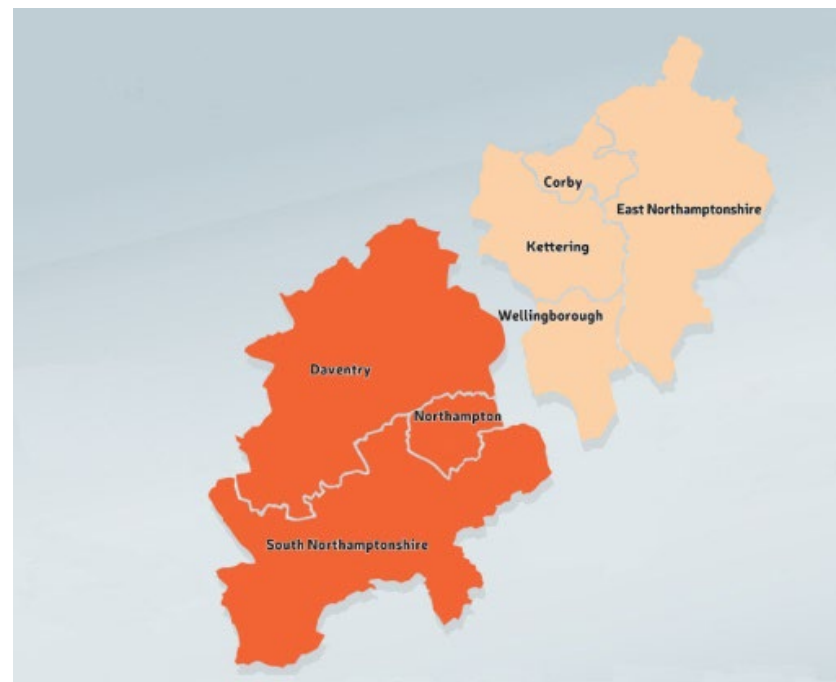 Corby
East Northamptonshire
Kettering
Wellingborough
Daventry
Northampton
South Northamptonshire